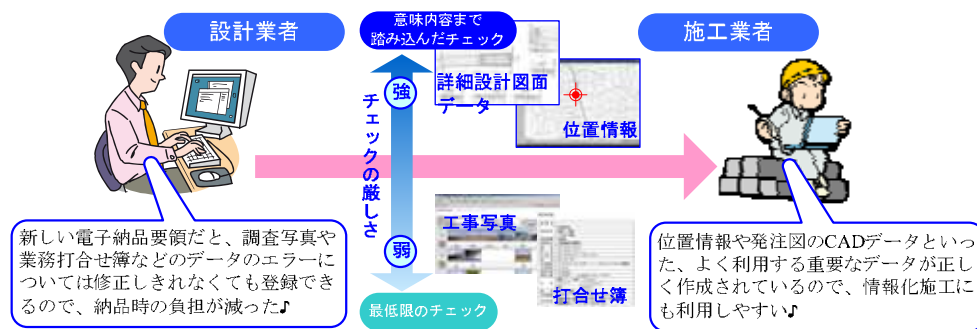 設計業者
意味内容まで
踏み込んだチェック
施工業者
強
チェックの厳しさ
弱
詳細設計図面
データ
位置情報
工事写真
打合せ簿
最低限のチェック
新しい電子納品要領だと、調査写真や
業務打合せ簿などのデータのエラーに
ついては修正しきれなくても登録でき
るので、納品時の負担が減った♪
位置情報や発注図のCADデータといっ
た、よく利用する重要なデータが正し
く作成されているので、情報化施工に
も利用しやすい♪